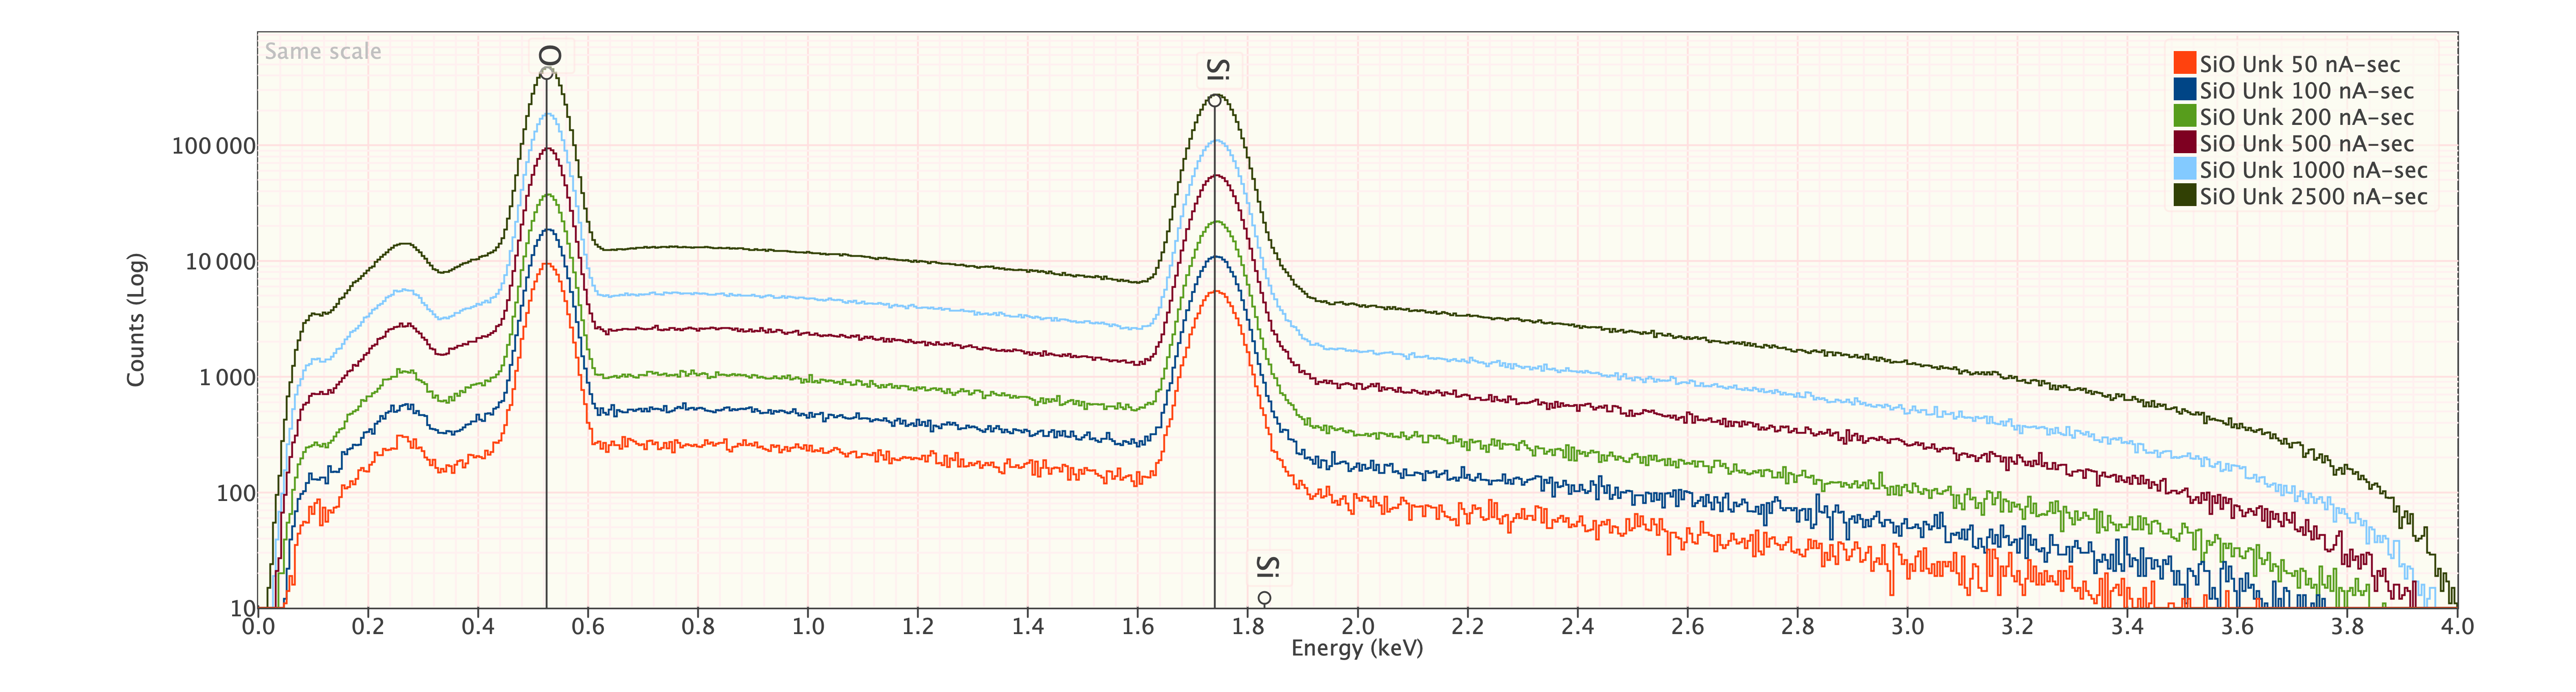 Same scale
O
Si
Si
SiO Unk 50 nA-sec
SiO Unk 100 nA-sec
SiO Unk 200 nA-sec
SiO Unk 500 nA-sec
SiO Unk 1000 nA-sec
SiO Unk 2500 nA-sec
Counts (Log)
100 000
10 000
1 000
100
10
0.0 0.2 0.4 0.6 0.8 1.0 1.2 1.4 1.6 1.8 2.0 2.2 2.4 2.6 2.8 3.0 3.2 3.4 3.6 3.8 4.0
Energy (keV)